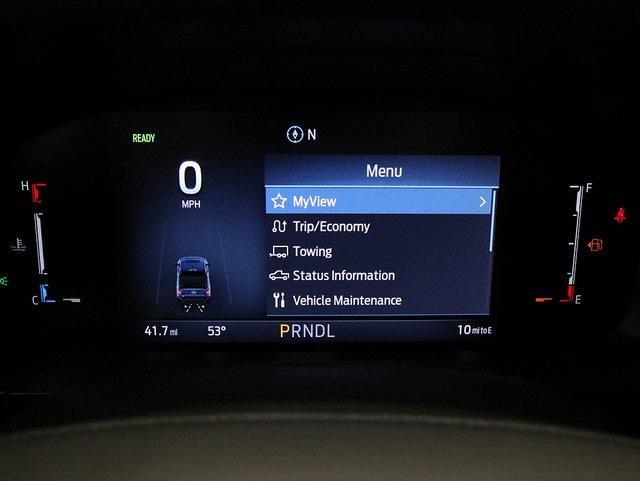 READY
N
0
MPH
Menu
MyView
Trip/Economy
Towing
Status Information
Vehicle Maintenance
H
C
F
E
41.7 mi 53° PRNDL 10 mi to E